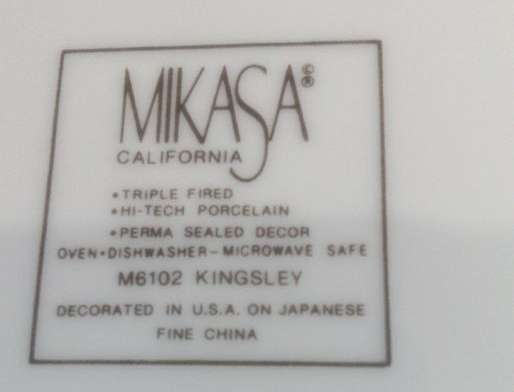 MIKASA ©®
CALIFORNIA
•TRIPLE FIRED
•HI-TECH PORCELAIN
•PERMA SEALED DECOR
OVEN•DISHWASHER–MICROWAVE SAFE
M6102 KINGSLEY
DECORATED IN U.S.A. ON JAPANESE
FINE CHINA